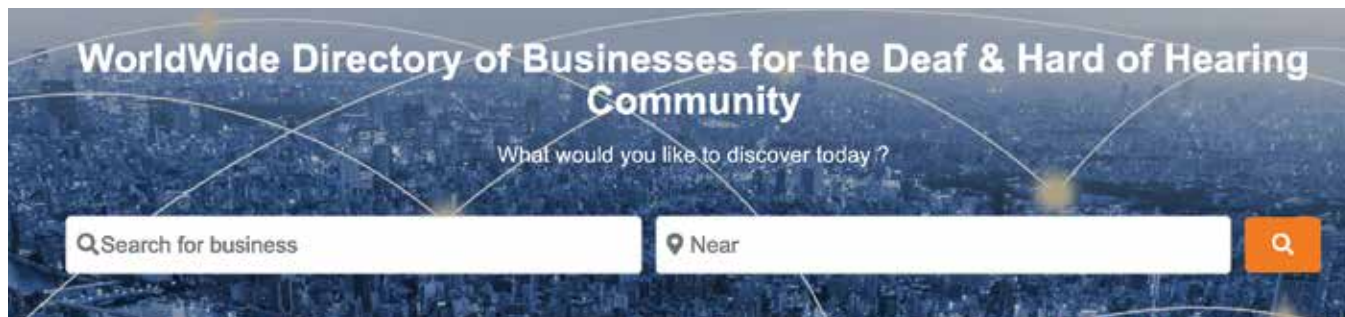 WorldWide Directory of Businesses for the Deaf & Hard of Hearing
Community
What would you like to discover today ?
Search for business
Near